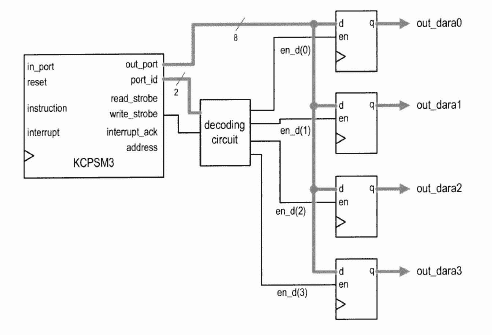 d q out_dara0
8
en_d(0) en
in_port out_port
reset port_id
2
read_strobe
instruction
write_strobe
interrupt interrupt_ack
address
KCPSM3
decoding
circuit
d q out_dara1
en_d(1) en
d q out_dara2
en_d(2) en
d q out_dara3
en_d(3) en